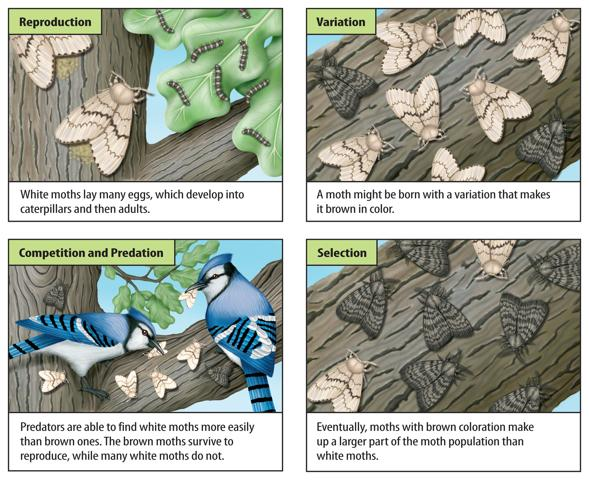 Reproduction
White moths lay many eggs, which develop into
caterpillars and then adults.
Variation
A moth might be born with a variation that makes
it brown in color.
Competition and Predation
Predators are able to find white moths more easily
than brown ones. The brown moths survive to
reproduce, while many white moths do not.
Selection
Eventually, moths with brown coloration make
up a larger part of the moth population than
white moths.